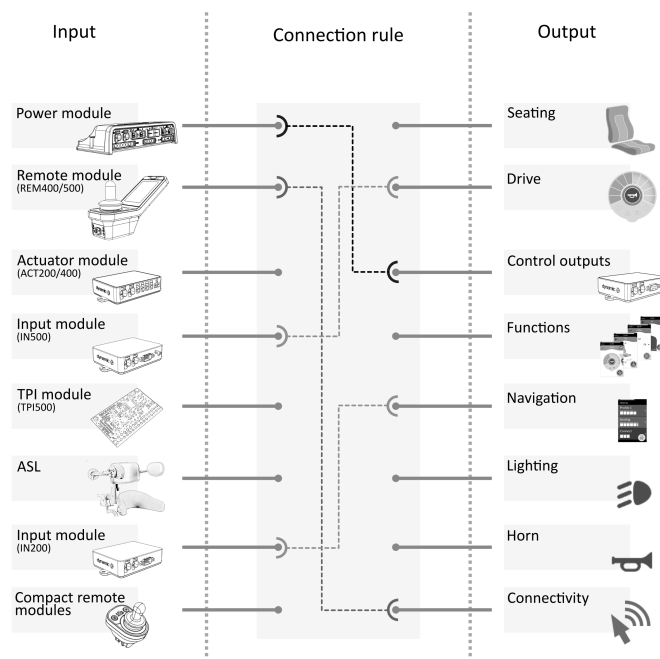 Input
Connection rule
Output
Power module
Remote module
(REM400/500)
Actuator module
(ACT200/400)
Input module
(IN500)
TPI module
(TPI500)
ASL
Input module
(IN200)
Compact remote
modules
Seating
Drive
Control outputs
Functions
Navigation
Lighting
Horn
Connectivity